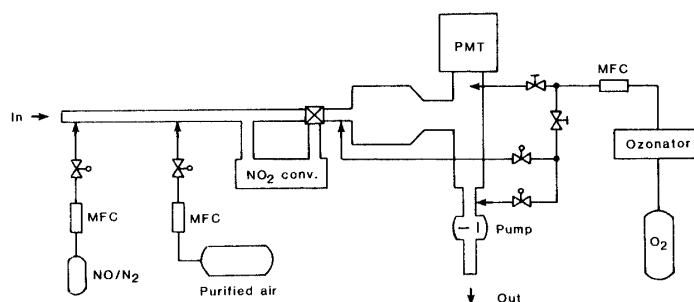 PMT
MFC
In
Ozonator
NO₂ conv.
MFC
MFC
Pump
O₂
NO/N₂
Purified air
Out